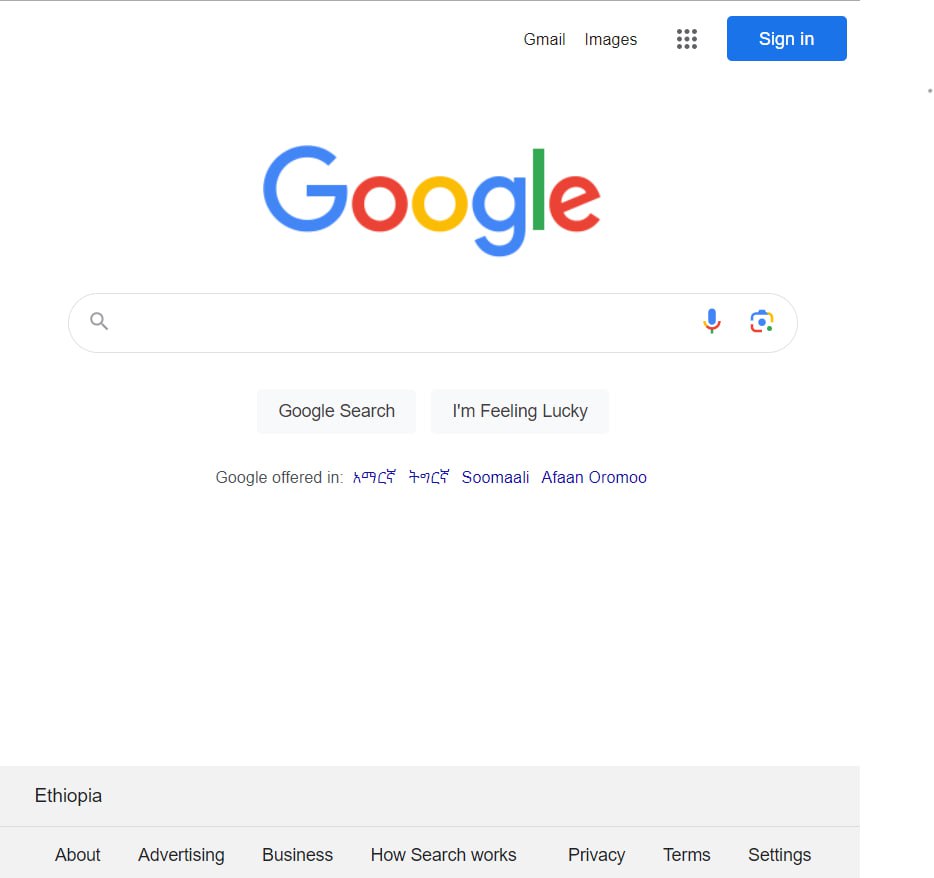 Gmail Images Sign in
Google
Google Search I'm Feeling Lucky
Google offered in: አማርኛ ትግርኛ Soomaali Afaan Oromoo
Ethiopia
About Advertising Business How Search works Privacy Terms Settings